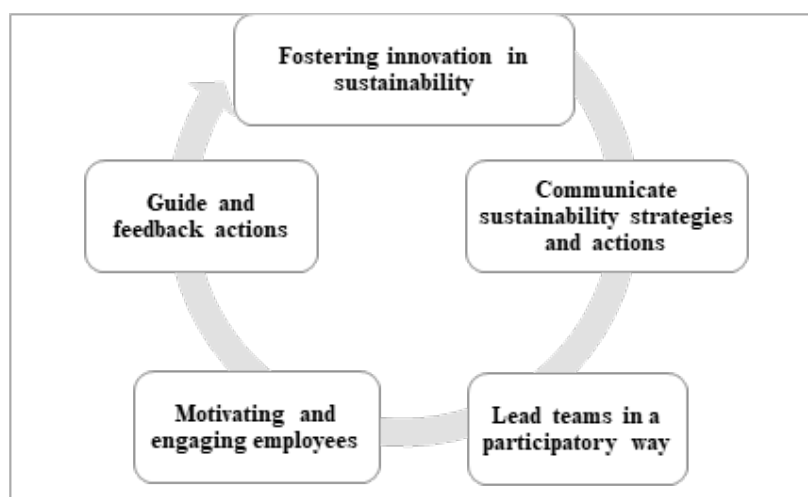 Fostering innovation in
sustainability
Communicate
sustainability strategies
and actions
Lead teams in a
participatory way
Motivating and
engaging employees
Guide and
feedback actions